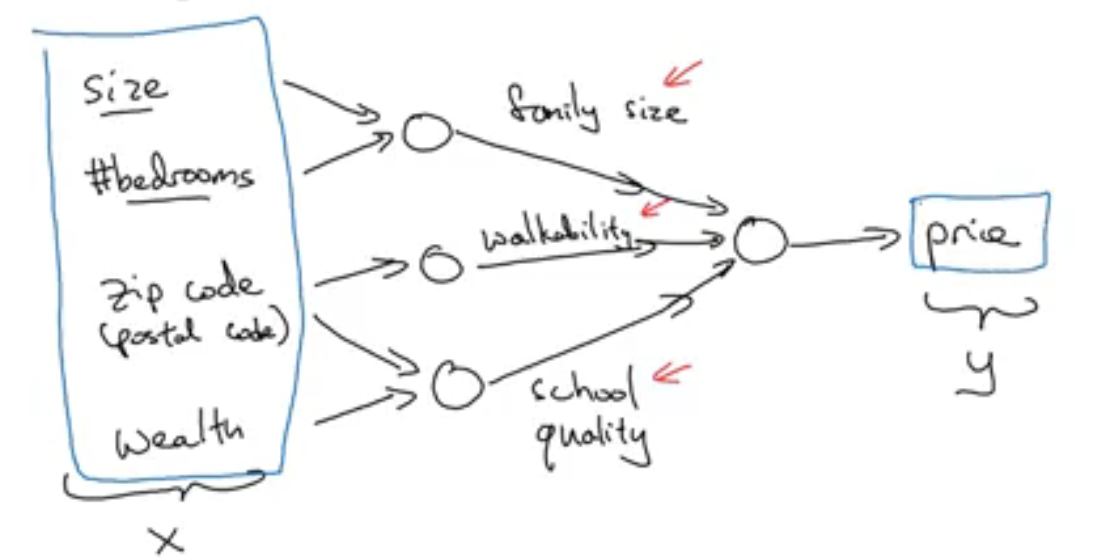 size
#bedrooms
zip code
(postal code)
wealth
X
family size
walkability
school
quality
price
y